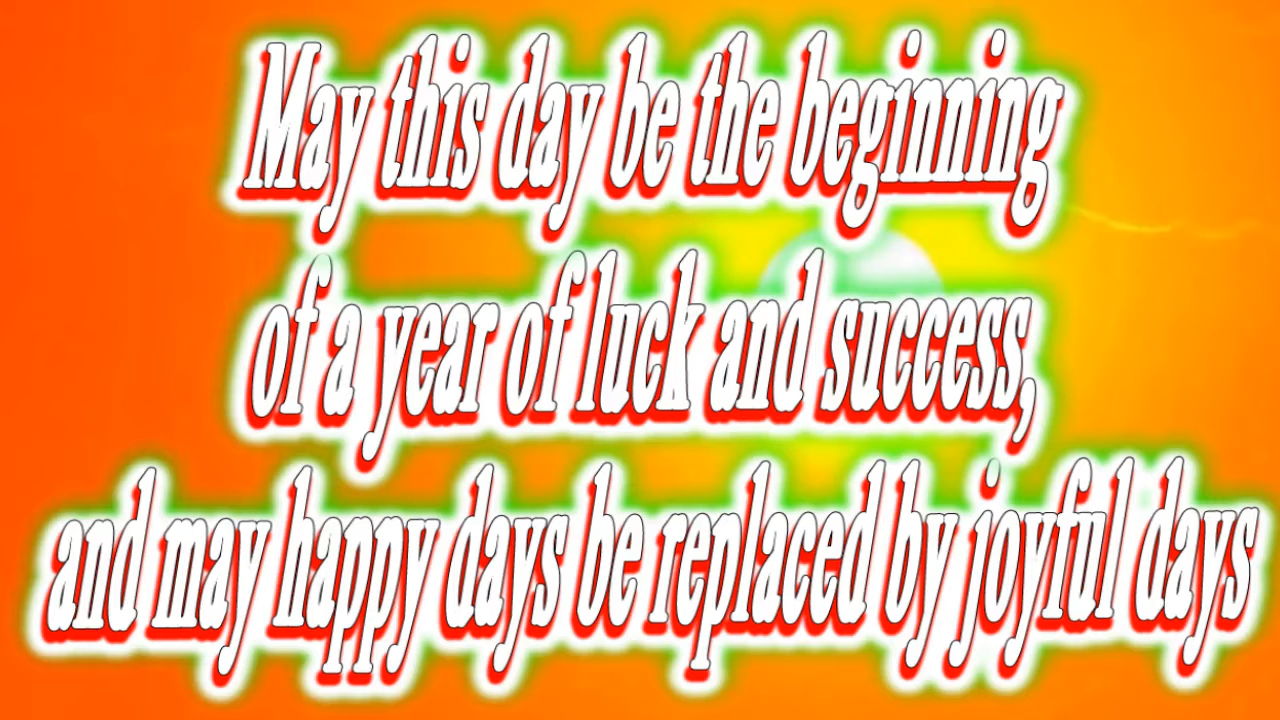 May this day be the beginning
of a year of luck and success,
and may happy days be replaced by joyful days